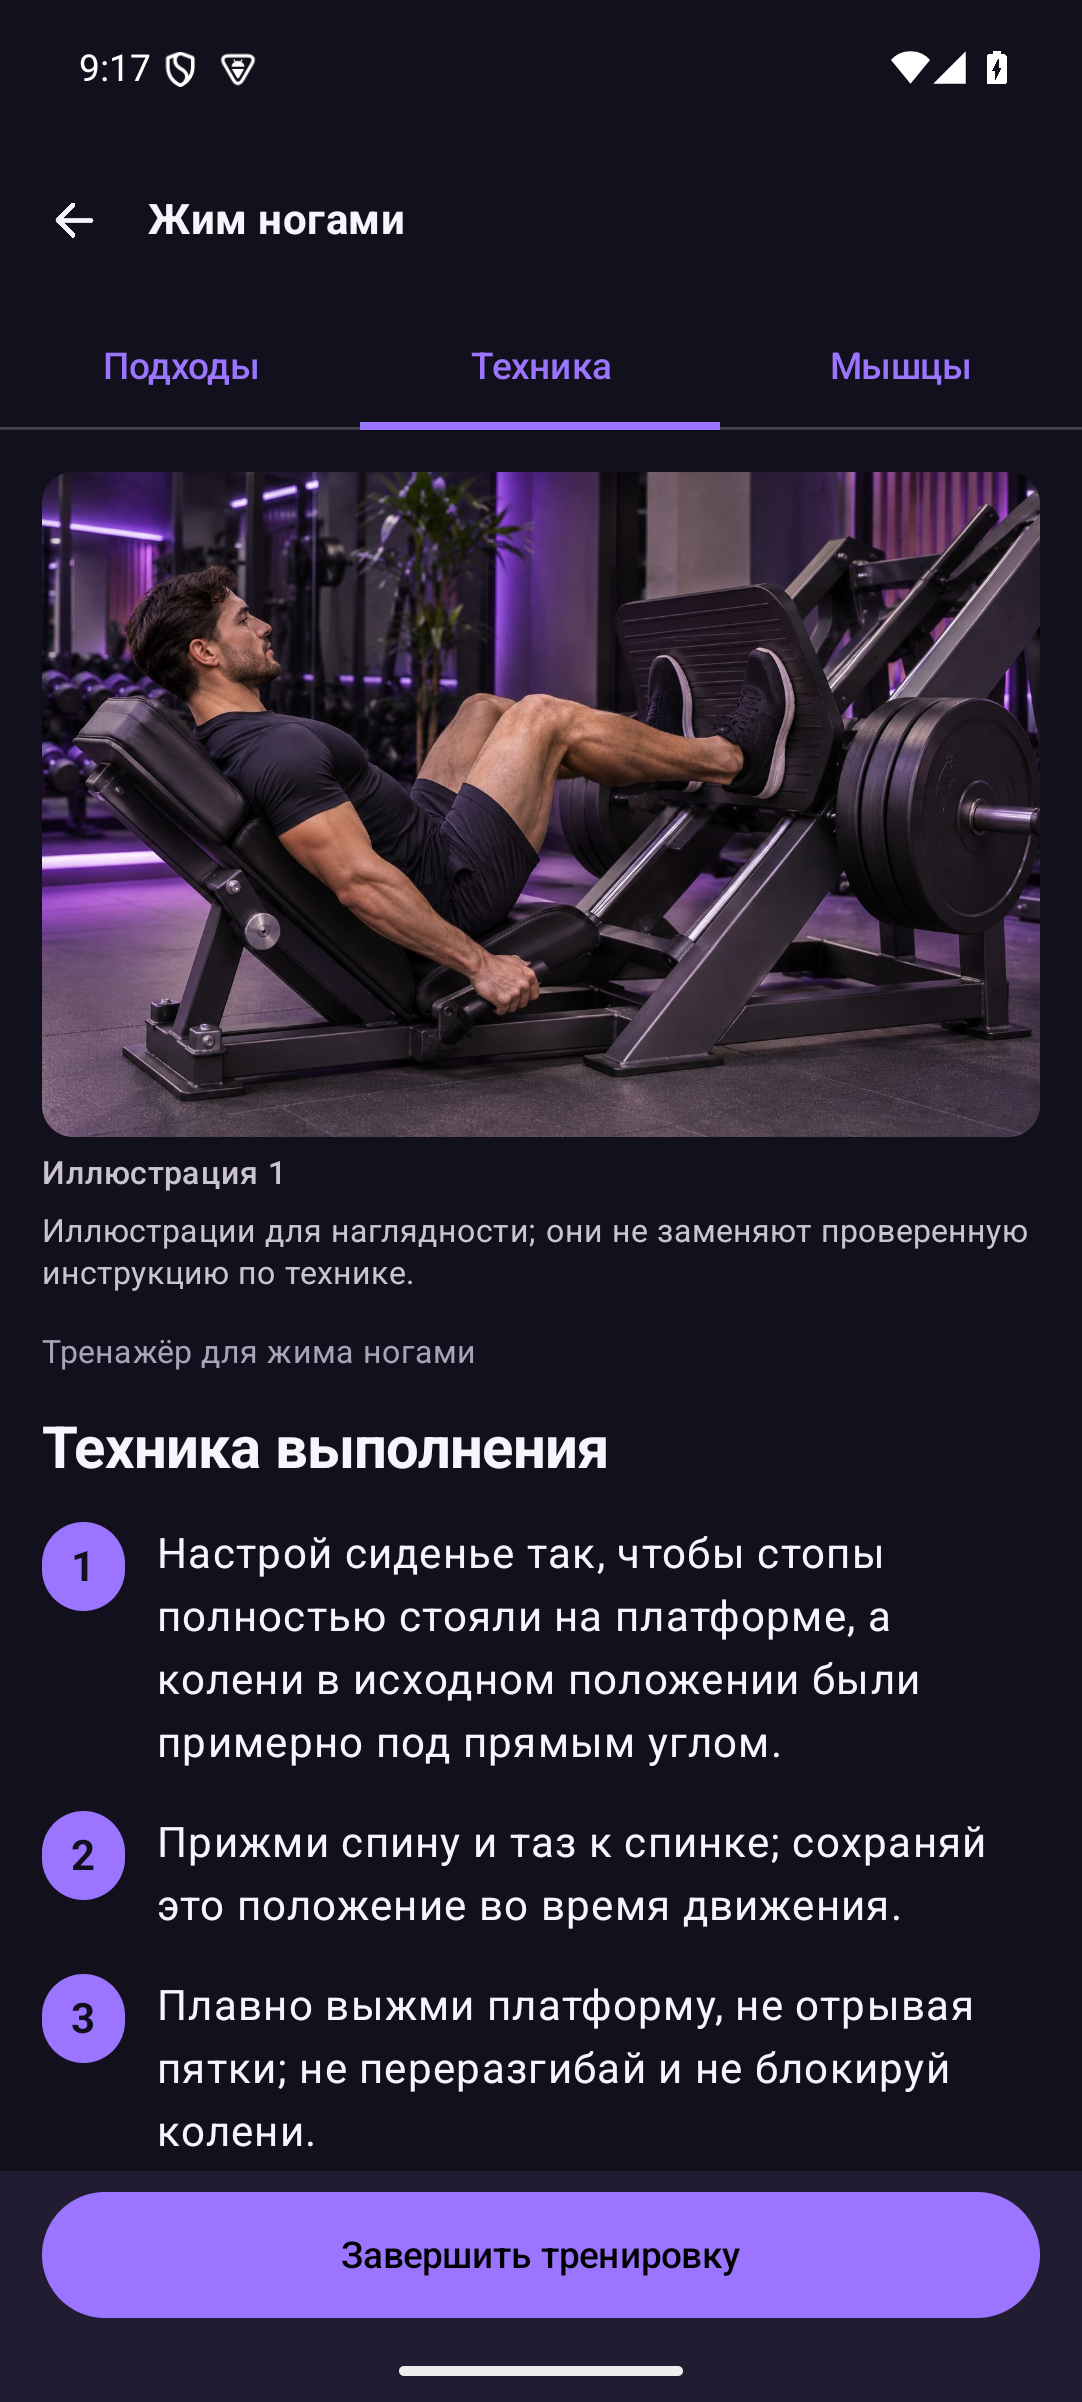 9:17
Жим ногами
Подходы
Техника
Мышцы
Иллюстрация 1
Иллюстрации для наглядности; они не заменяют проверенную
инструкцию по технике.
Тренажёр для жима ногами
Техника выполнения
1
Настрой сиденье так, чтобы стопы
полностью стояли на платформе, а
колени в исходном положении были
примерно под прямым углом.
2
Прижми спину и таз к спинке; сохраняй
это положение во время движения.
3
Плавно выжми платформу, не отрывая
пятки; не переразгибай и не блокируй
колени.
Завершить тренировку